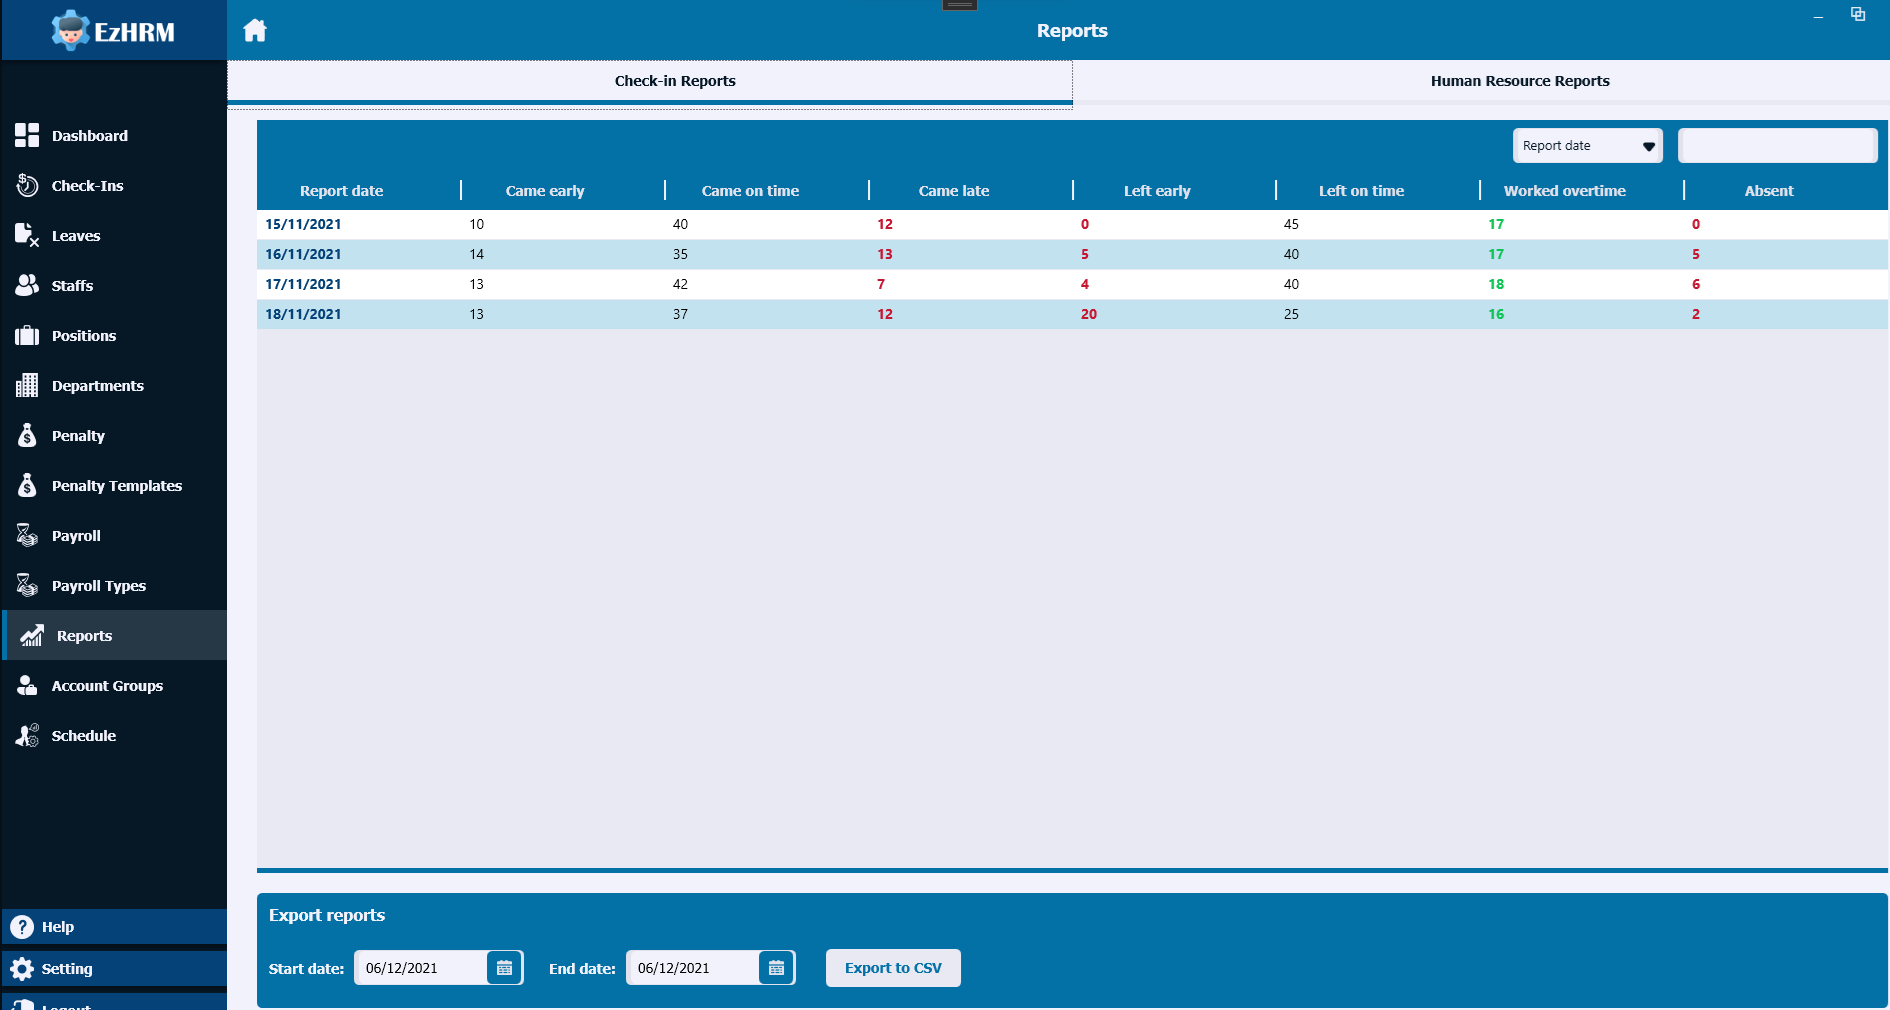 EzHRM
Reports
Check-in Reports
Human Resource Reports
Dashboard
Check-Ins
Leaves
Staffs
Positions
Departments
Penalty
Penalty Templates
Payroll
Payroll Types
Reports
Account Groups
Schedule
Help
Setting
Logout
Report date
Report date Came early Came on time Came late Left early Left on time Worked overtime Absent
15/11/2021 10 40 12 0 45 17 0
16/11/2021 14 35 13 5 40 17 5
17/11/2021 13 42 7 4 40 18 6
18/11/2021 13 37 12 20 25 16 2
Export reports
Start date: 06/12/2021 End date: 06/12/2021 Export to CSV